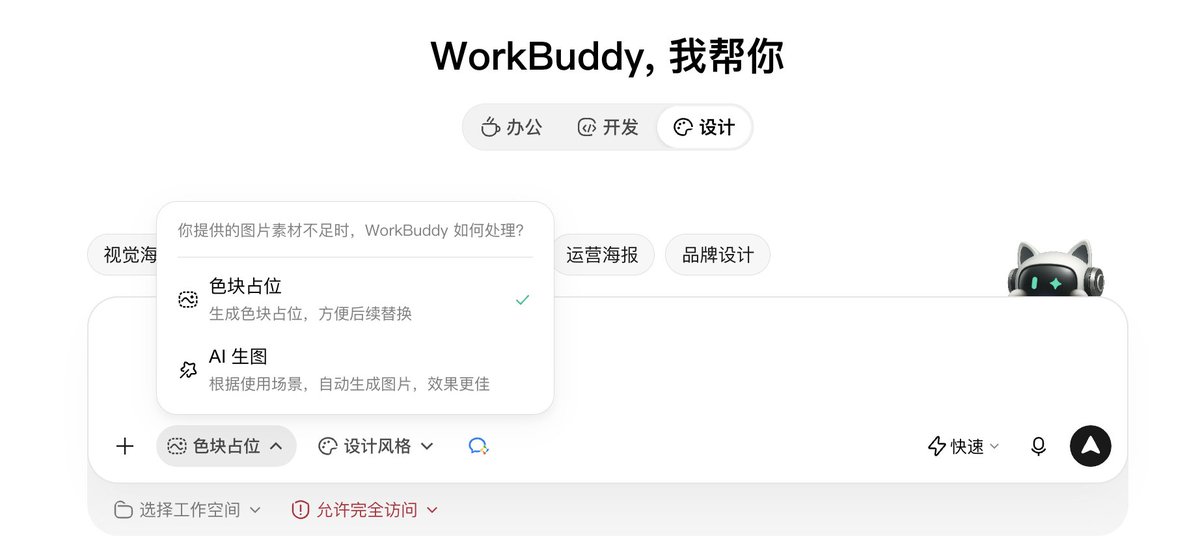 WorkBuddy, 我帮你
办公 开发 设计
你提供的图片素材不足时，WorkBuddy 如何处理？
视觉海 运营海报 品牌设计
色块占位
生成色块占位，方便后续替换
AI 生图
根据使用场景，自动生成图片，效果更佳
色块占位 设计风格 快速
选择工作空间 允许完全访问